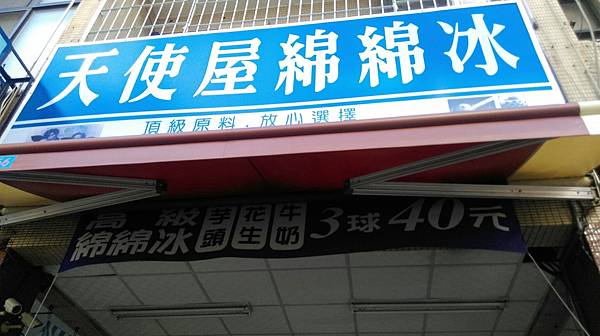 天使屋綿綿冰
頂級原料.放心選擇
高級綿綿冰 芋頭 花生 牛奶 3球40元